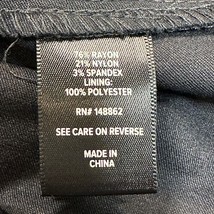 76% RAYON
21% NYLON
3% SPANDEX
LINING:
100% POLYESTER
RN# 148862
SEE CARE ON REVERSE
MADE IN
CHINA